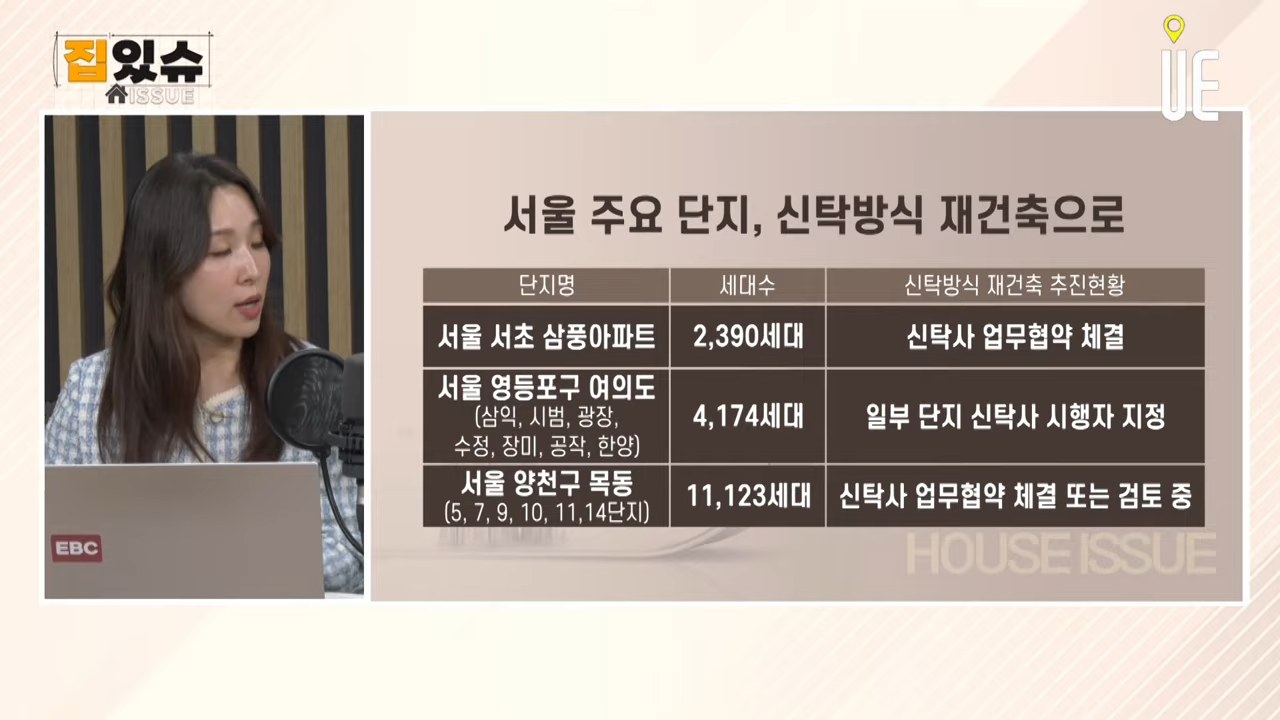 집있슈
ISSUE
UE
서울 주요 단지, 신탁방식 재건축으로
단지명 세대수 신탁방식 재건축 추진현황
서울 서초 삼풍아파트 2,390세대 신탁사 업무협약 체결
서울 영등포구 여의도
(삼익, 시범, 광장,
수정, 장미, 공작, 한양)
4,174세대 일부 단지 신탁사 시행자 지정
서울 양천구 목동
(5, 7, 9, 10, 11,14단지)
11,123세대 신탁사 업무협약 체결 또는 검토 중
EBC
HOUSE ISSUE